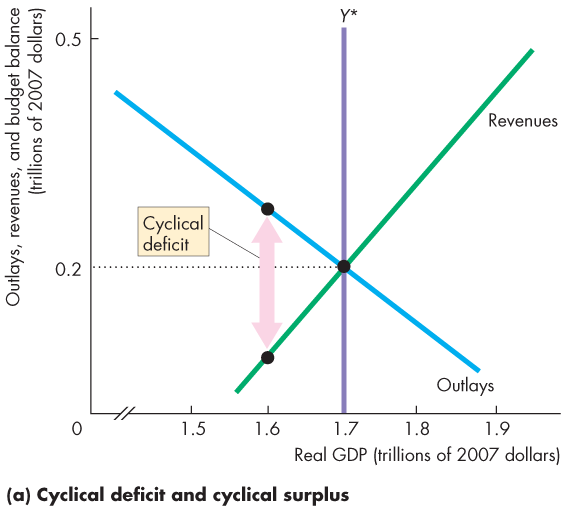 Outlays, revenues, and budget balance
(trillions of 2007 dollars)
Y*
0.5
Revenues
Cyclical
deficit
0.2
Outlays
0
1.5
1.6
1.7
1.8
1.9
Real GDP (trillions of 2007 dollars)
(a) Cyclical deficit and cyclical surplus